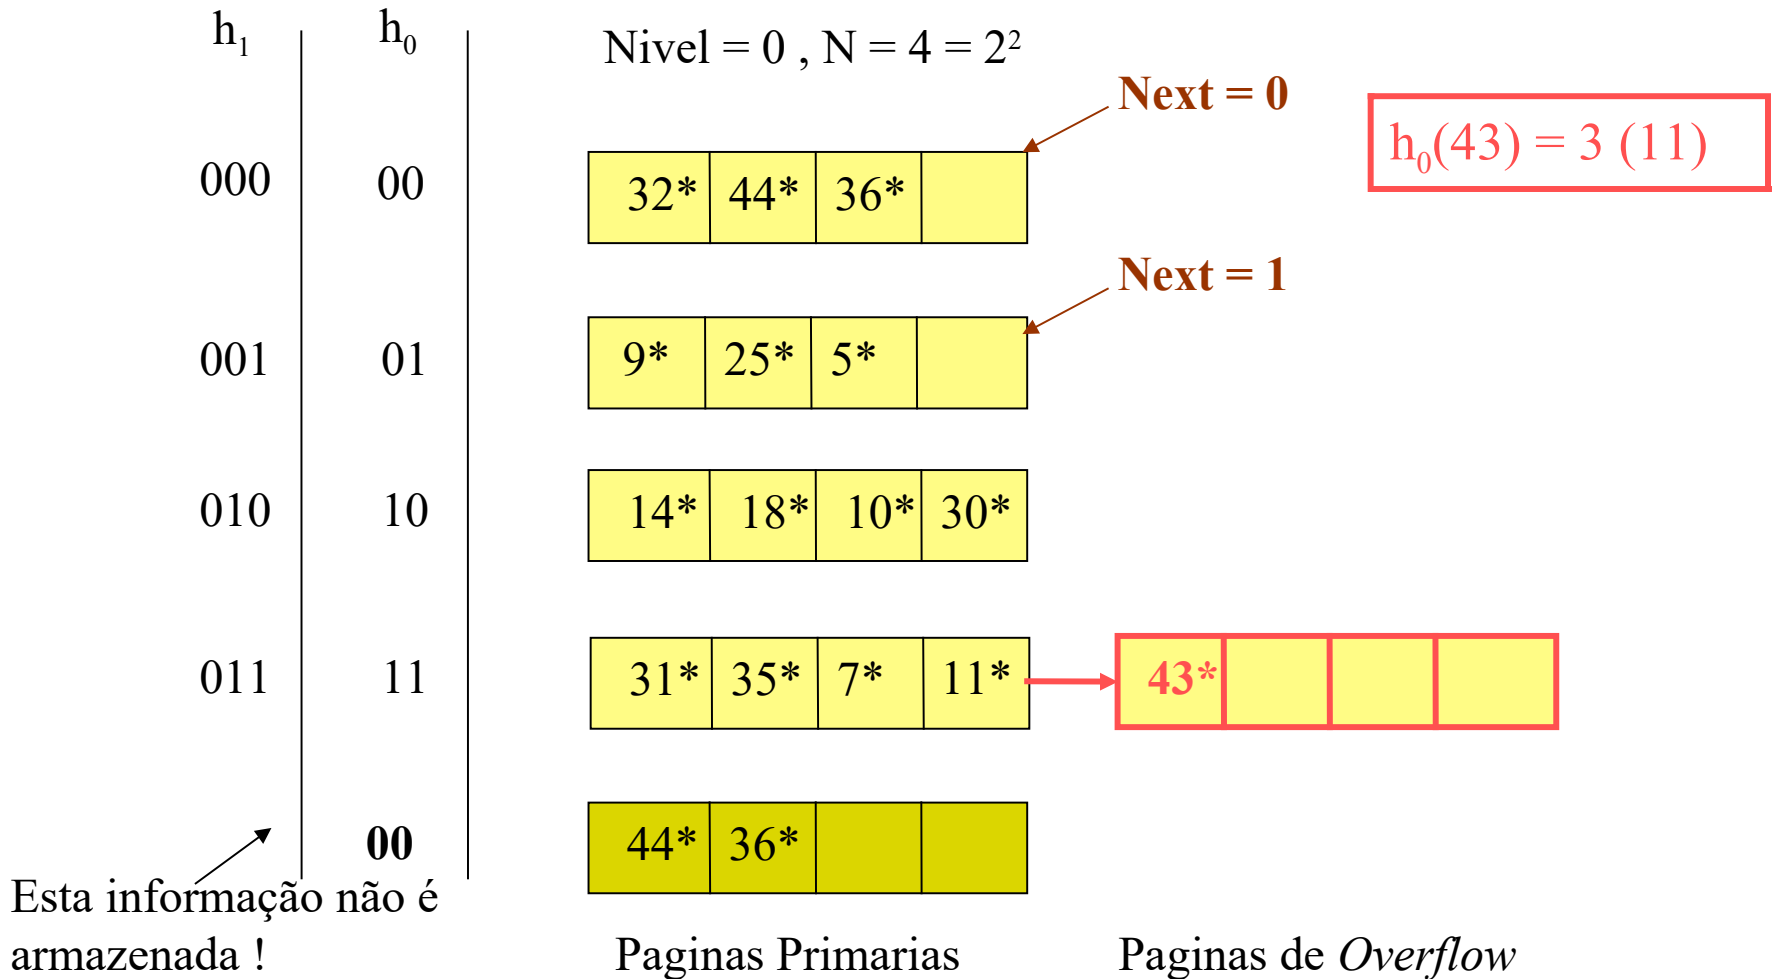 h₁ h₀ Nivel = 0 , N = 4 = 2²
Next = 0
h₀(43) = 3 (11)
000 00 32* 44* 36*
Next = 1
001 01 9* 25* 5*
010 10 14* 18* 10* 30*
011 11 31* 35* 7* 11* 43*
00 44* 36*
Esta informação não é
armazenada !
Paginas Primarias
Paginas de Overflow